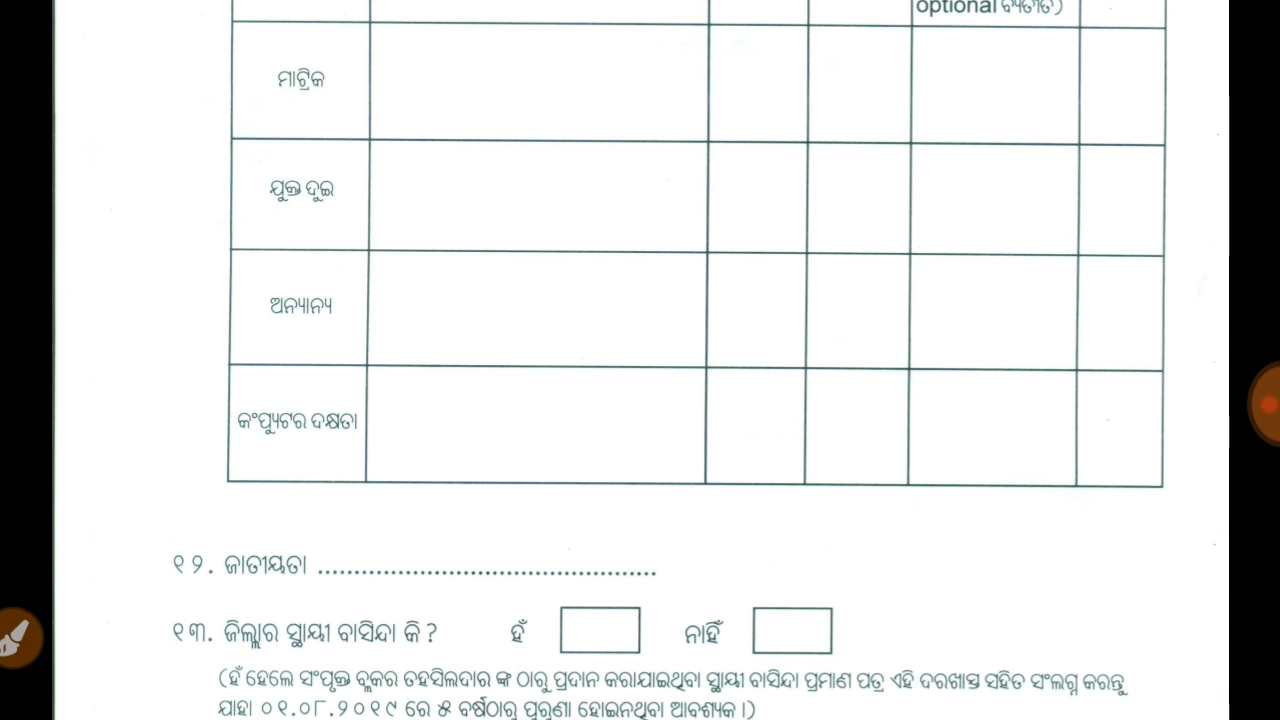 optional ବ୍ୟତୀତ)
ମାଟ୍ରିକ
ଯୁକ୍ତ ଦୁଇ
ଅନ୍ୟାନ୍ୟ
କଂପ୍ୟୁଟର ଦକ୍ଷତା
୧୨. ଜାତୀୟତା ...............................................
୧୩. ଜିଲ୍ଲାର ସ୍ଥାୟୀ ବାସିନ୍ଦା କି ? ହଁ ନାହିଁ
(ହଁ ହେଲେ ସଂପୃକ୍ତ ବ୍ଲକର ତହସିଲଦାର ଙ୍କ ଠାରୁ ପ୍ରଦାନ କରାଯାଇଥିବା ସ୍ଥାୟୀ ବାସିନ୍ଦା ପ୍ରମାଣ ପତ୍ର ଏହି ଦରଖାସ୍ତ ସହିତ ସଂଲଗ୍ନ କରନ୍ତୁ
ଯାହା ୦୧.୦୮.୨୦୧୯ ରେ ୫ ବର୍ଷଠାରୁ ପୁରୁଣା ହୋଇନଥିବା ଆବଶ୍ୟକ ।)